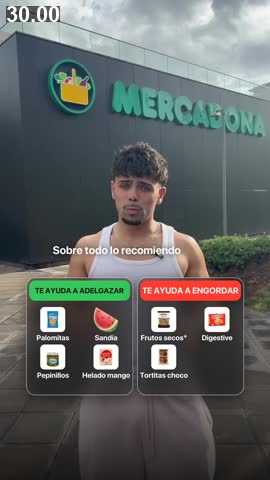 30.00
MERCADONA
Sobre todo lo recomiendo
TE AYUDA A ADELGAZAR
TE AYUDA A ENGORDAR
Palomitas
Sandía
Frutos secos*
Digestive
Pepinillos
Helado mango
Tortitas choco